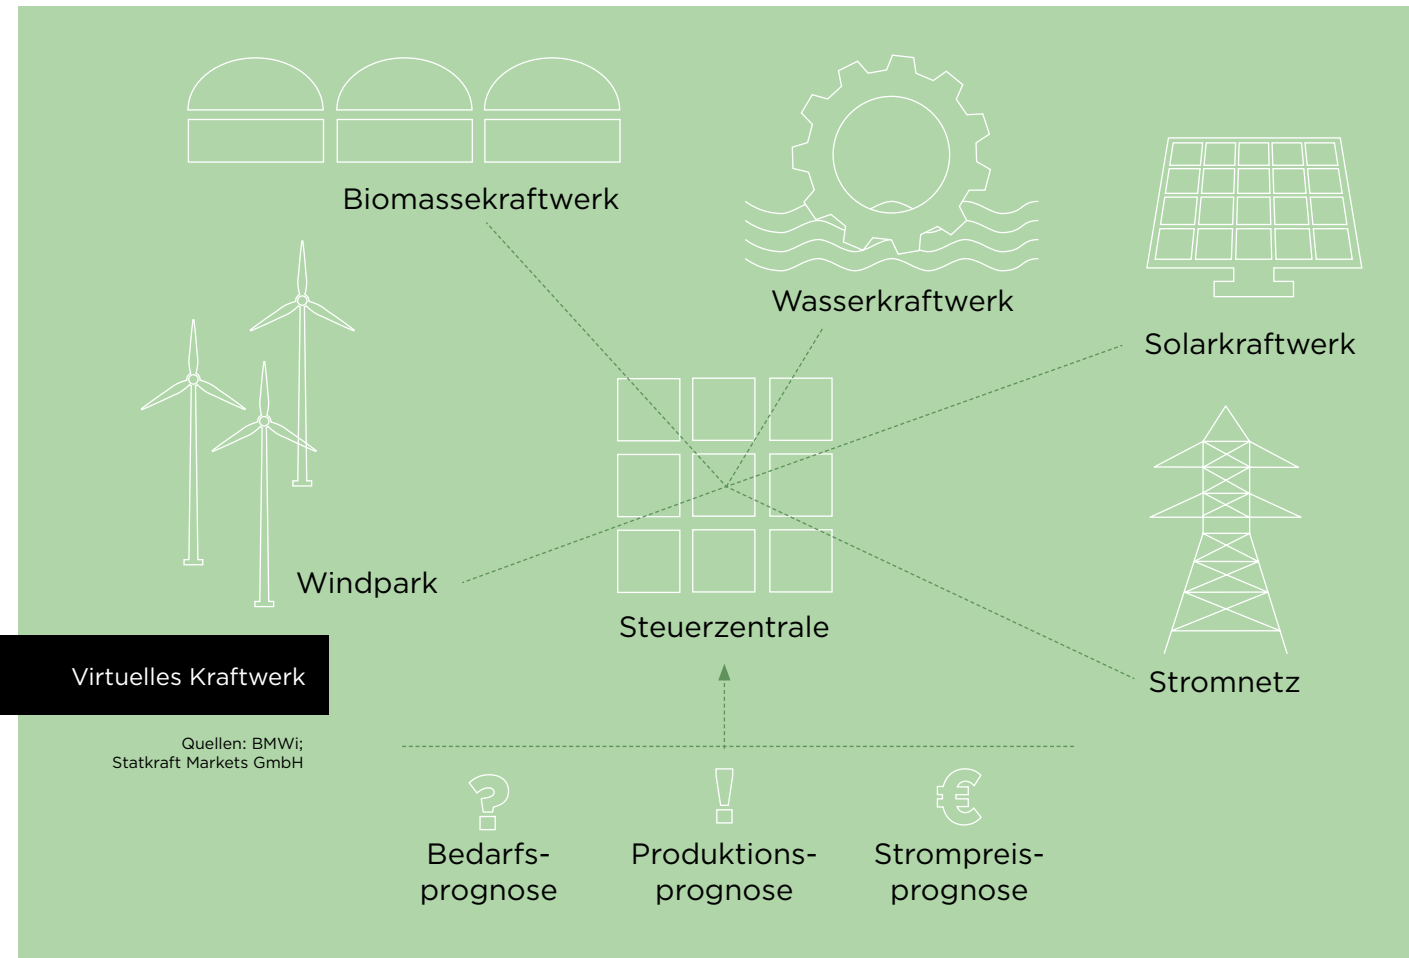 Biomassekraftwerk
Wasserkraftwerk
Solarkraftwerk
Windpark
Steuerzentrale
Stromnetz
Virtuelles Kraftwerk
Quellen: BMWi;
Statkraft Markets GmbH
?
!
€
Bedarfs-
prognose
Produktions-
prognose
Strompreis-
prognose